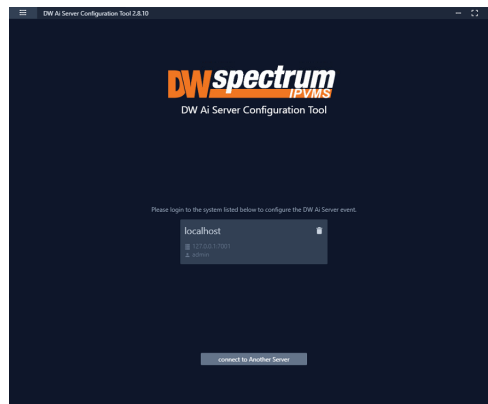 DW Ai Server Configuration Tool 2.8.10
DWspectrum
IPVMS
DW Ai Server Configuration Tool
Please login to the system listed below to configure the DW Ai Server event.
localhost
127.0.0.1:7001
admin
connect to Another Server